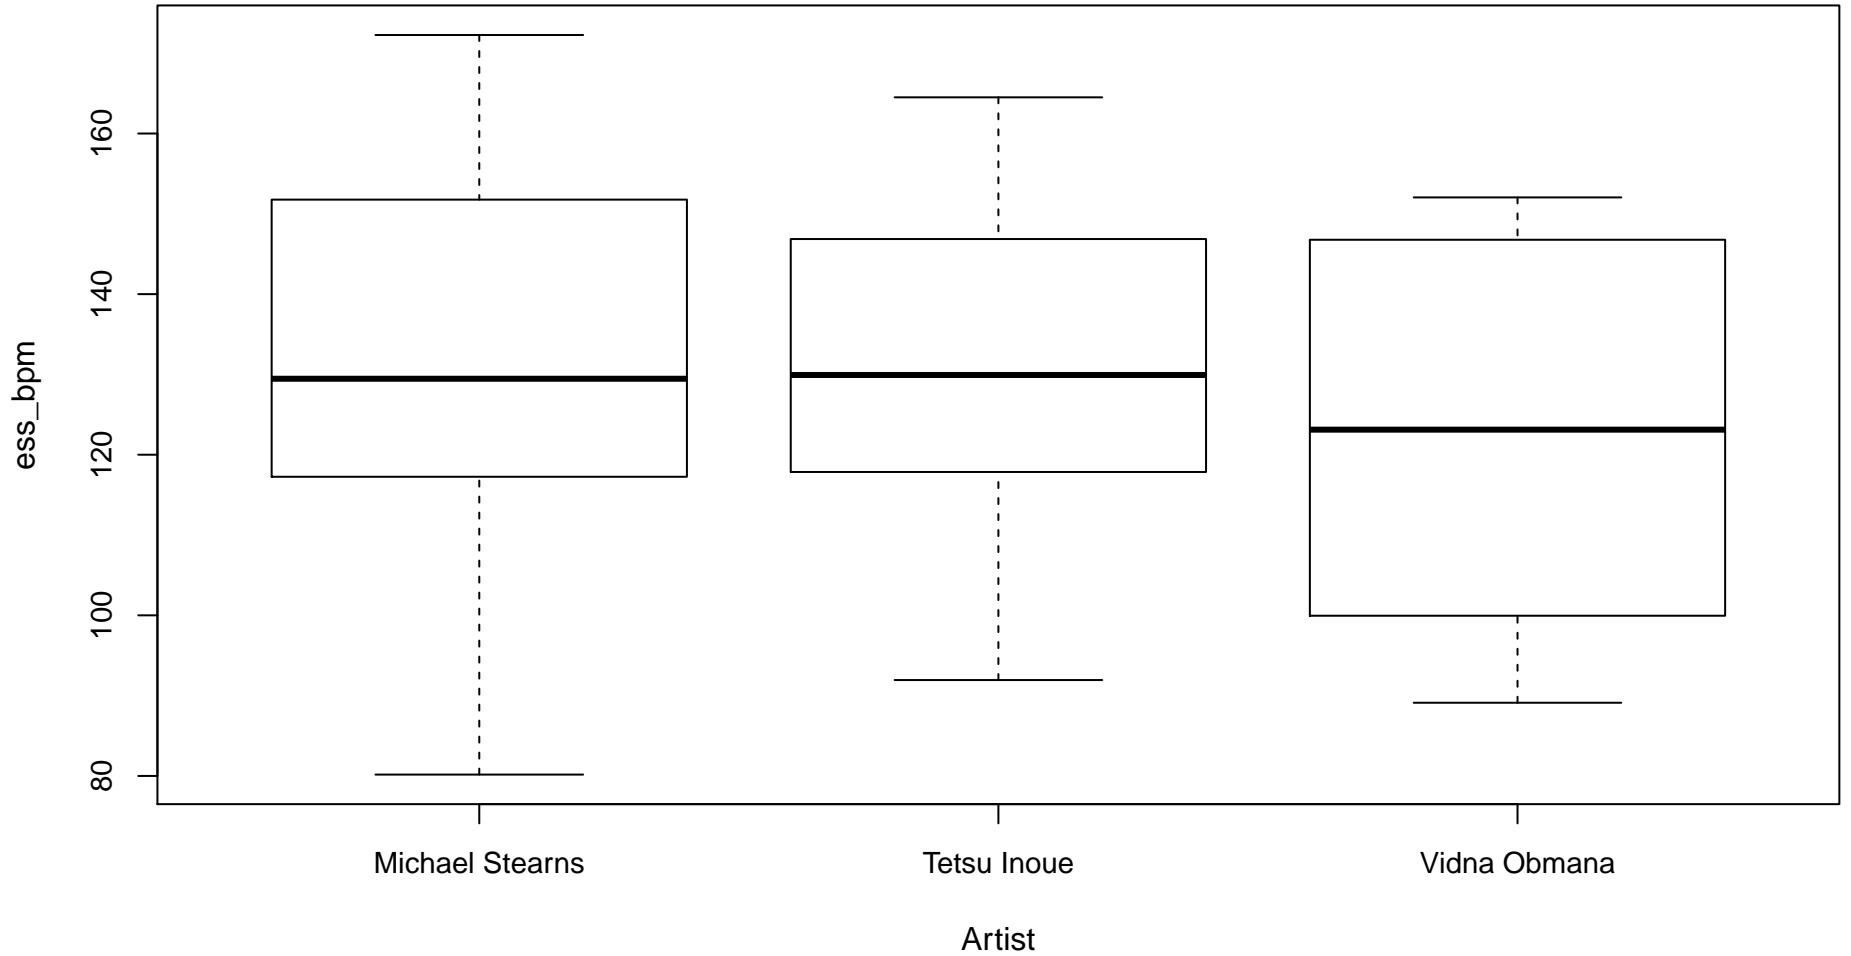 160
140
120
100
80
ess_bpm
Michael Stearns
Tetsu Inoue
Vidna Obmana
Artist